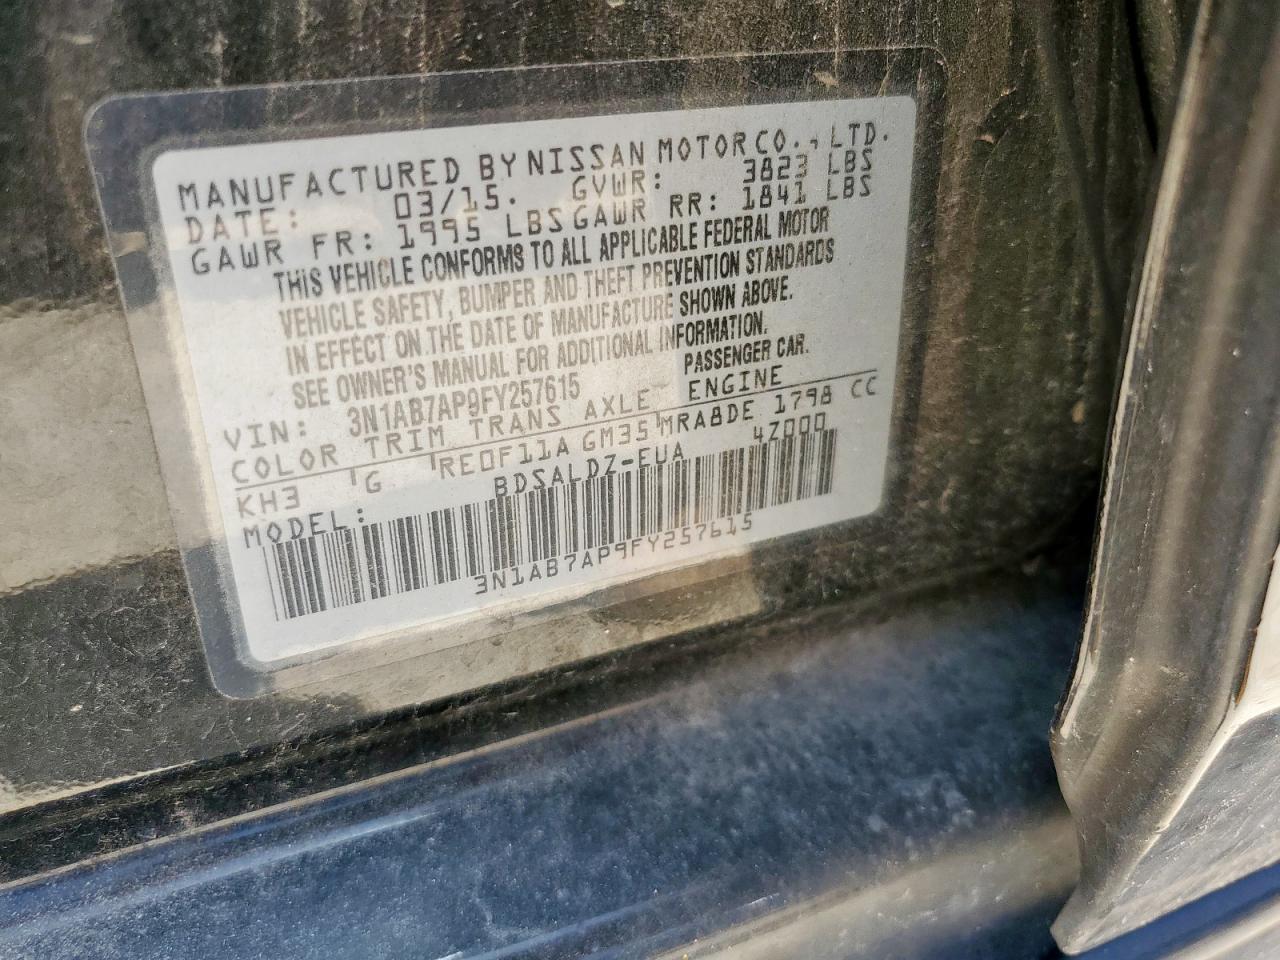 MANUFACTURED BY NISSAN MOTOR CO., LTD.
DATE: 03/15. GVWR: 3823 LBS
GAWR FR: 1995 LBS GAWR RR: 1841 LBS
THIS VEHICLE CONFORMS TO ALL APPLICABLE FEDERAL MOTOR
VEHICLE SAFETY, BUMPER AND THEFT PREVENTION STANDARDS
IN EFFECT ON THE DATE OF MANUFACTURE SHOWN ABOVE.
SEE OWNER'S MANUAL FOR ADDITIONAL INFORMATION.
VIN: 3N1AB7AP9FY257615 PASSENGER CAR.
COLOR TRIM TRANS AXLE ENGINE
KH3 G RE0F11A GM35 MRA8DE 1798 CC
MODEL: BDSALDZ-EUA 4Z000
3N1AB7AP9FY257615